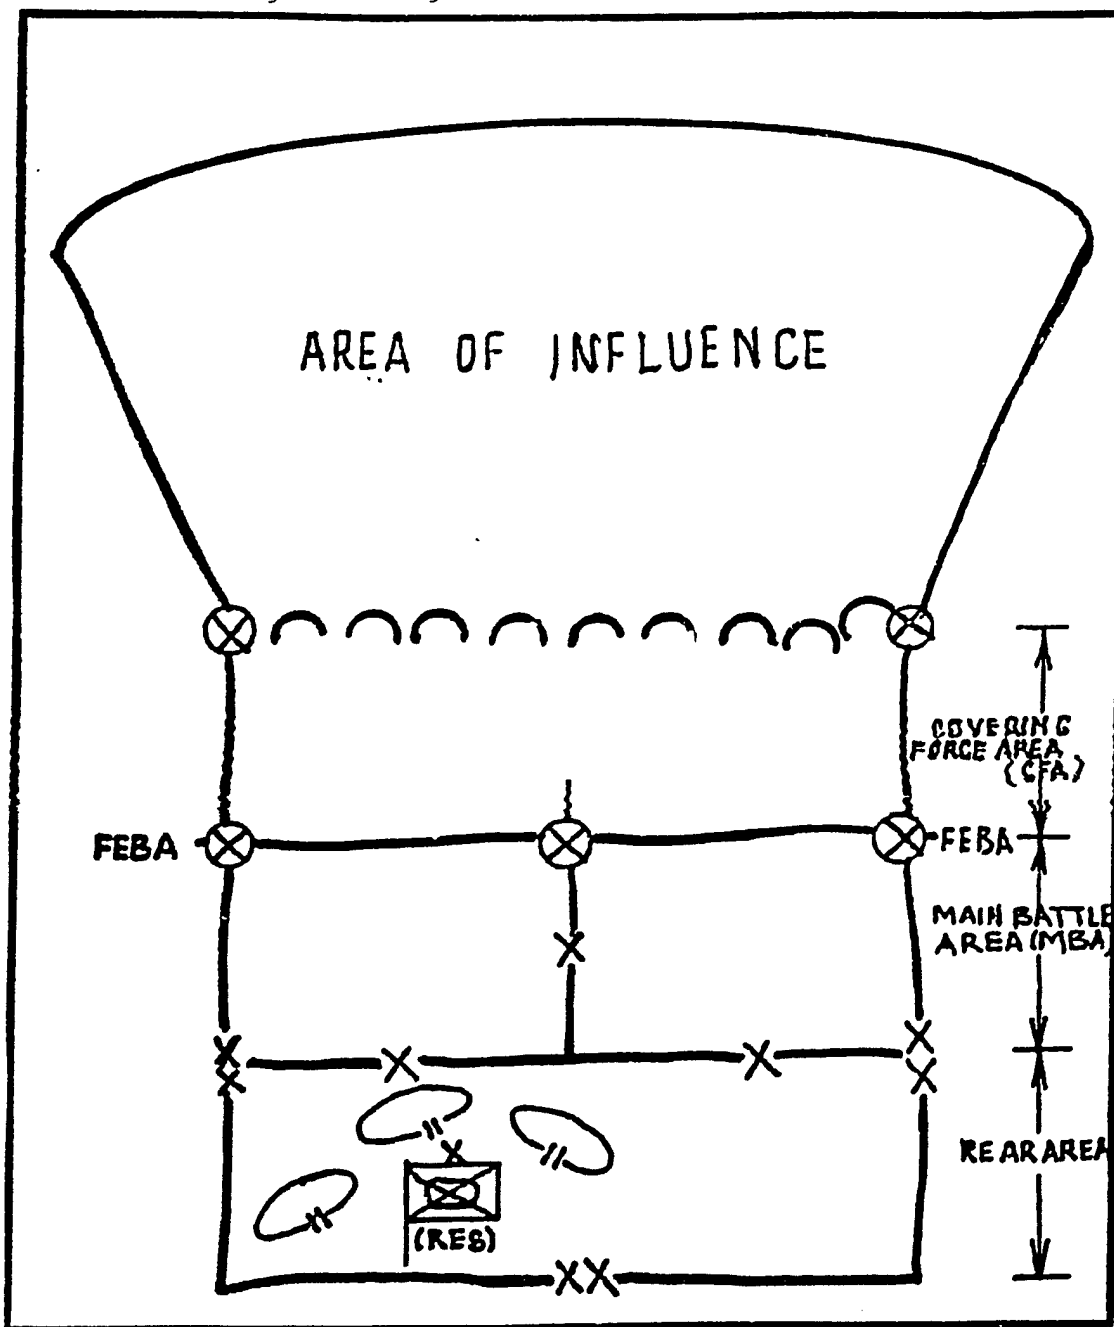 AREA OF INFLUENCE
COVERING
FORCE AREA
(CFA)
FEBA
FEBA
MAIN BATTLE
AREA (MBA)
REAR AREA
(RES)